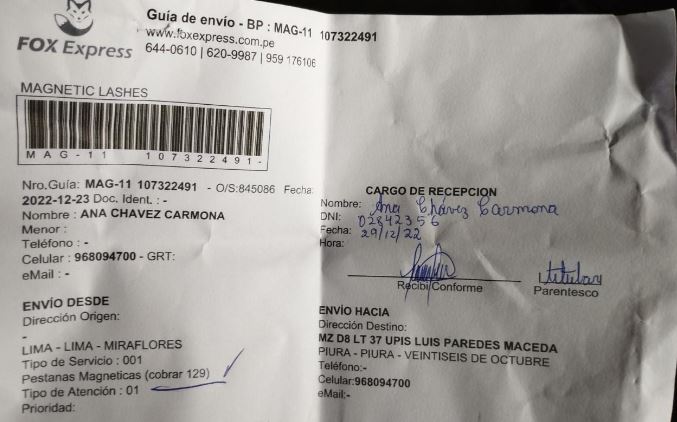 FOX Express
Guía de envío - BP : MAG-11 107322491
www.foxexpress.com.pe
644-0610 | 620-9987 | 959 176106
MAGNETIC LASHES
MAG-11 107322491-
Nro.Guía: MAG-11 107322491 - O/S:845086 Fecha:
2022-12-23 Doc. Ident. : -
Nombre : ANA CHAVEZ CARMONA
Menor :
Teléfono : -
Celular : 968094700 - GRT:
eMail : -
ENVÍO DESDE
Dirección Origen:
-
LIMA - LIMA - MIRAFLORES
Tipo de Servicio : 001
Pestanas Magneticas (cobrar 129)
Tipo de Atención : 01
Prioridad:
CARGO DE RECEPCION
Nombre: Ana Chávez Carmona
DNI: 02842356
Fecha: 29/12/22
Hora:
Recibi Conforme
titular
Parentesco
ENVÍO HACIA
Dirección Destino:
MZ D8 LT 37 UPIS LUIS PAREDES MACEDA
PIURA - PIURA - VEINTISEIS DE OCTUBRE
Teléfono:-
Celular:968094700
eMail:-